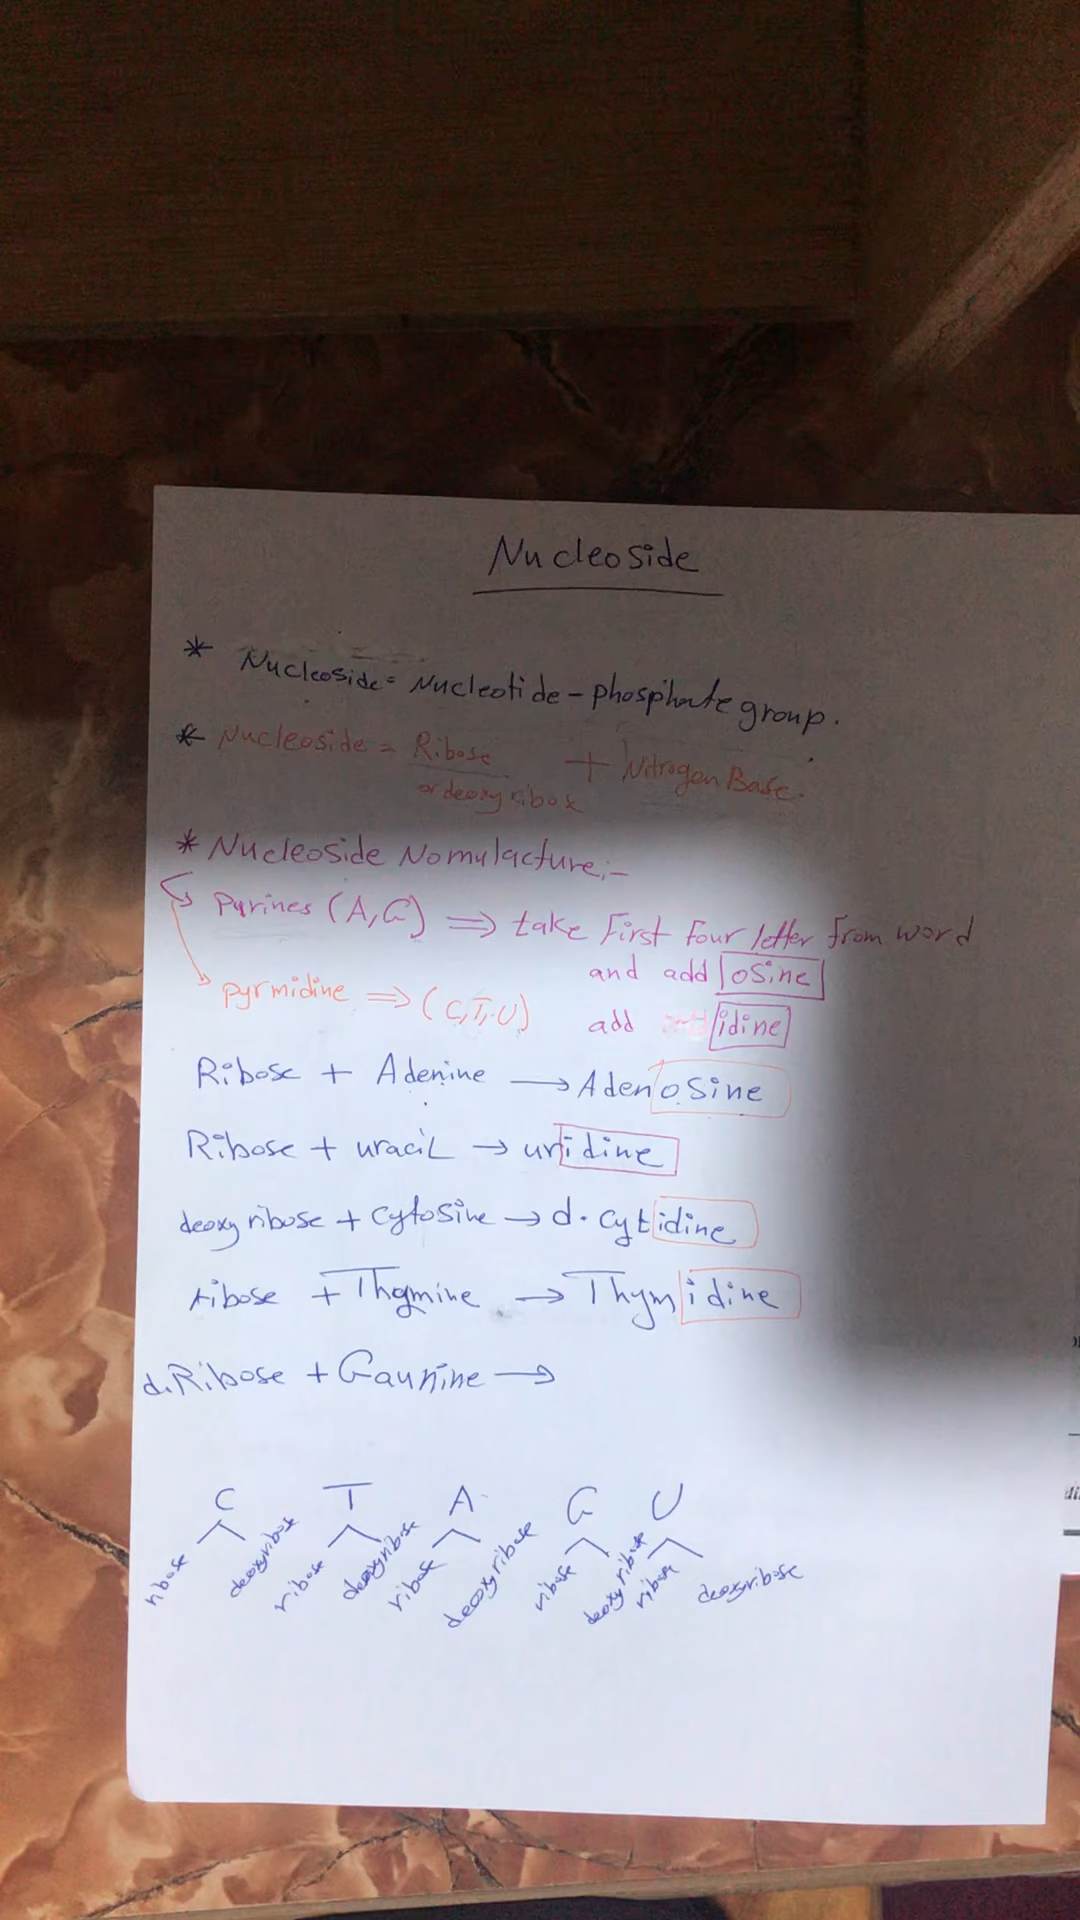 Nucleoside
* Nucleoside = Nucleotide - phosphate group.
* Nucleoside = Ribose + Nitrogen Base.
or deoxy ribose
* Nucleoside Nomulacture:-
Purines (A,G) ⇒ take First Four letter from word
and add osine
pyrmidine ⇒ (C,T,U) add idine
Ribose + Adenine → Adenosine
Ribose + uraciL → uridine
deoxy ribose + Cytosine → d. cytidine
ribose + Thymine → Thymidine
d.Ribose + Gaunine →
C T A G U
ribose deoxyribose ribose deoxyribose ribose deoxyribose ribose deoxyribose ribose deoxyribose